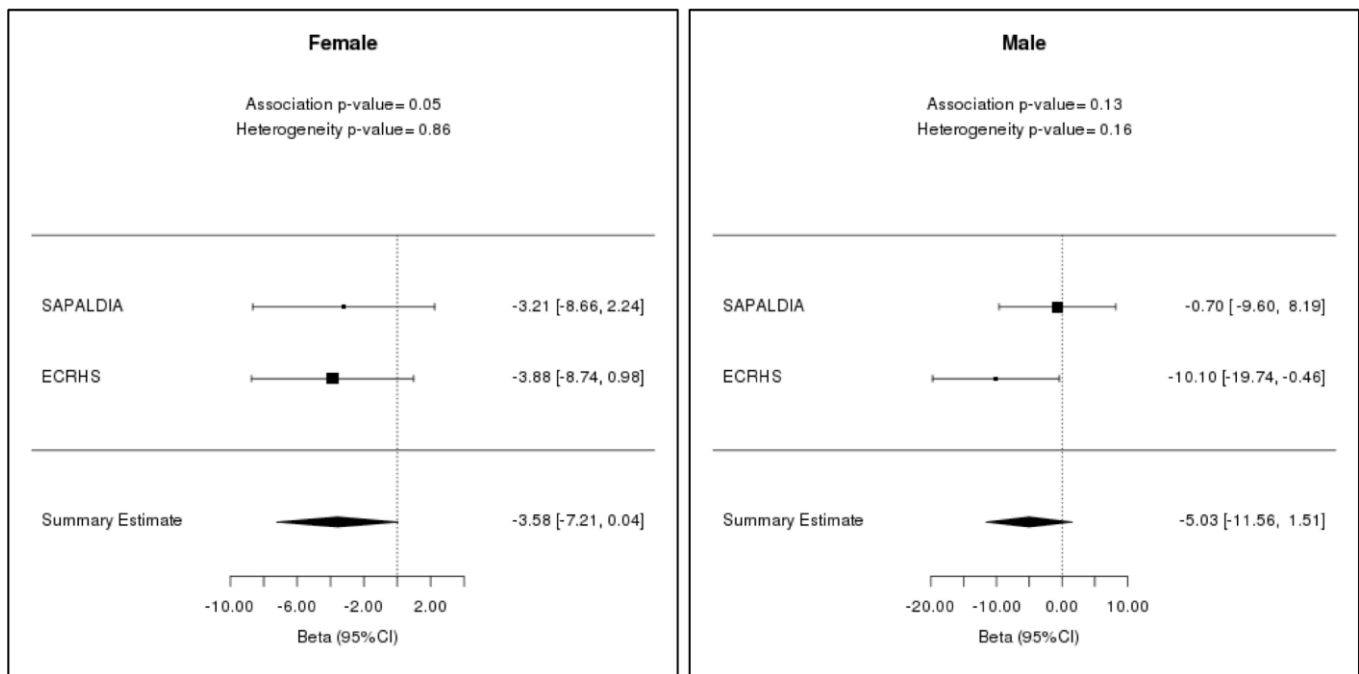 Female
Association p-value= 0.05
Heterogeneity p-value= 0.86
SAPALDIA -3.21 [-8.66, 2.24]
ECRHS -3.88 [-8.74, 0.98]
Summary Estimate -3.58 [-7.21, 0.04]
-10.00 -6.00 -2.00 2.00
Beta (95%CI)
Male
Association p-value= 0.13
Heterogeneity p-value= 0.16
SAPALDIA -0.70 [ -9.60, 8.19]
ECRHS -10.10 [-19.74, -0.46]
Summary Estimate -5.03 [-11.56, 1.51]
-20.00 -10.00 0.00 10.00
Beta (95%CI)